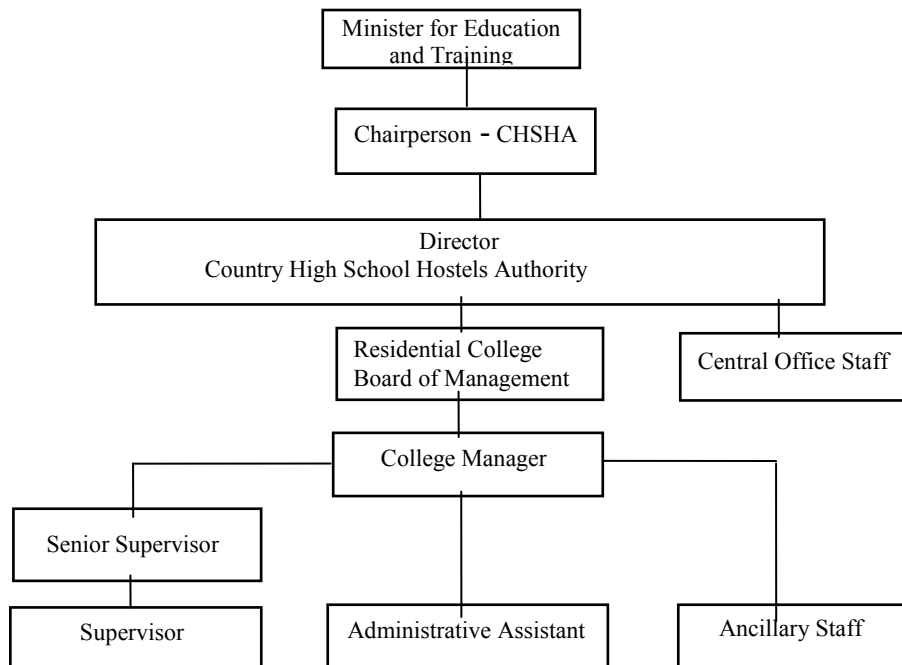 Minister for Education
and Training
Chairperson - CHSHA
Director
Country High School Hostels Authority
Residential College
Board of Management
Central Office Staff
College Manager
Senior Supervisor
Supervisor
Administrative Assistant
Ancillary Staff